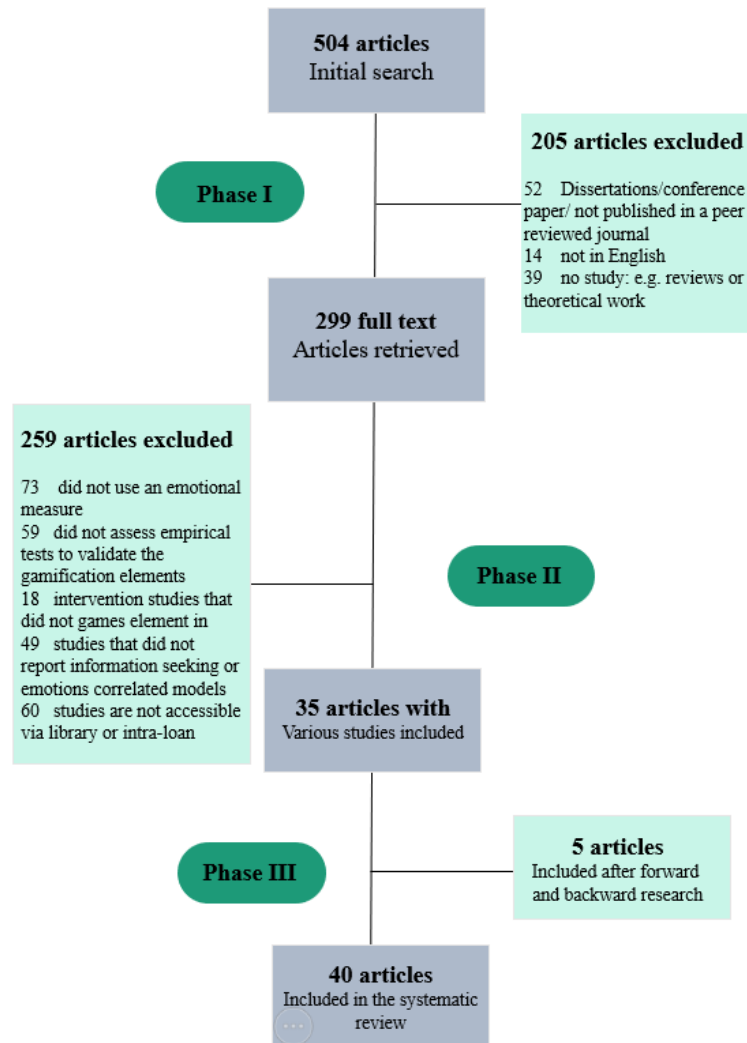 504 articles
Initial search
205 articles excluded
52 Dissertations/conference
paper/ not published in a peer
reviewed journal
14 not in English
39 no study: e.g. reviews or
theoretical work
Phase I
299 full text
Articles retrieved
259 articles excluded
73 did not use an emotional
measure
59 did not assess empirical
tests to validate the
gamification elements
18 intervention studies that
did not games element in
49 studies that did not
report information seeking or
emotions correlated models
60 studies are not accessible
via library or intra-loan
Phase II
35 articles with
Various studies included
Phase III
5 articles
Included after forward
and backward research
40 articles
Included in the systematic
review